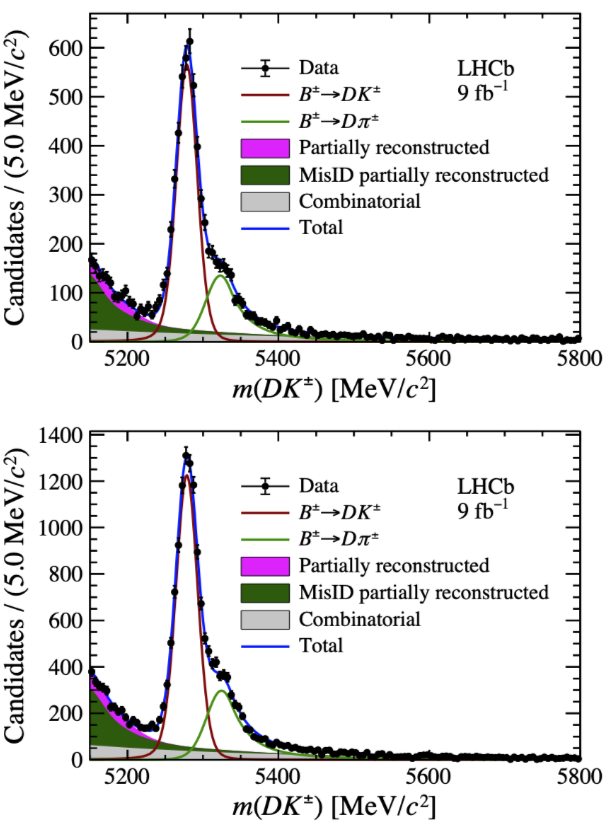 600
500
400
300
200
100
0
Candidates / (5.0 MeV/c²)
Data
B±→DK±
B±→Dπ±
Partially reconstructed
MisID partially reconstructed
Combinatorial
Total
LHCb
9 fb⁻¹
5200 5400 5600 5800
m(DK±) [MeV/c²]
1400
1200
1000
800
600
400
200
0
Candidates / (5.0 MeV/c²)
Data
B±→DK±
B±→Dπ±
Partially reconstructed
MisID partially reconstructed
Combinatorial
Total
LHCb
9 fb⁻¹
5200 5400 5600 5800
m(DK±) [MeV/c²]